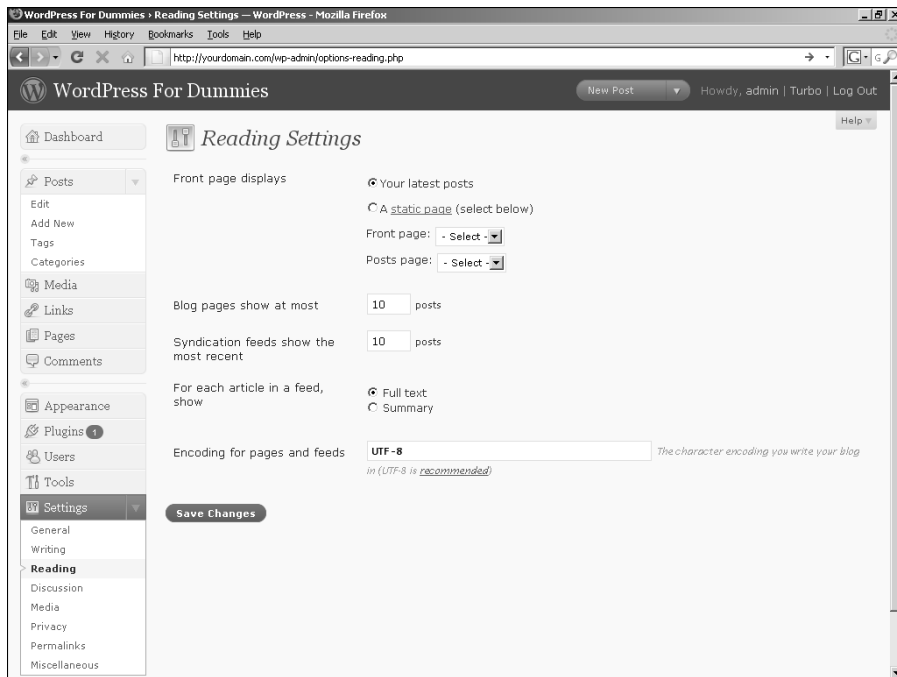 WordPress For Dummies › Reading Settings — WordPress - Mozilla Firefox
File Edit View History Bookmarks Tools Help
http://yourdomain.com/wp-admin/options-reading.php
WordPress For Dummies
New Post
Howdy, admin | Turbo | Log Out
Help
Dashboard
Posts
Edit
Add New
Tags
Categories
Media
Links
Pages
Comments
Appearance
Plugins 1
Users
Tools
Settings
General
Writing
Reading
Discussion
Media
Privacy
Permalinks
Miscellaneous
Reading Settings
Front page displays
Your latest posts
A static page (select below)
Front page: - Select -
Posts page: - Select -
Blog pages show at most 10 posts
Syndication feeds show the 10 posts
most recent
For each article in a feed,
show
Full text
Summary
Encoding for pages and feeds UTF-8 The character encoding you write your blog
in (UTF-8 is recommended)
Save Changes